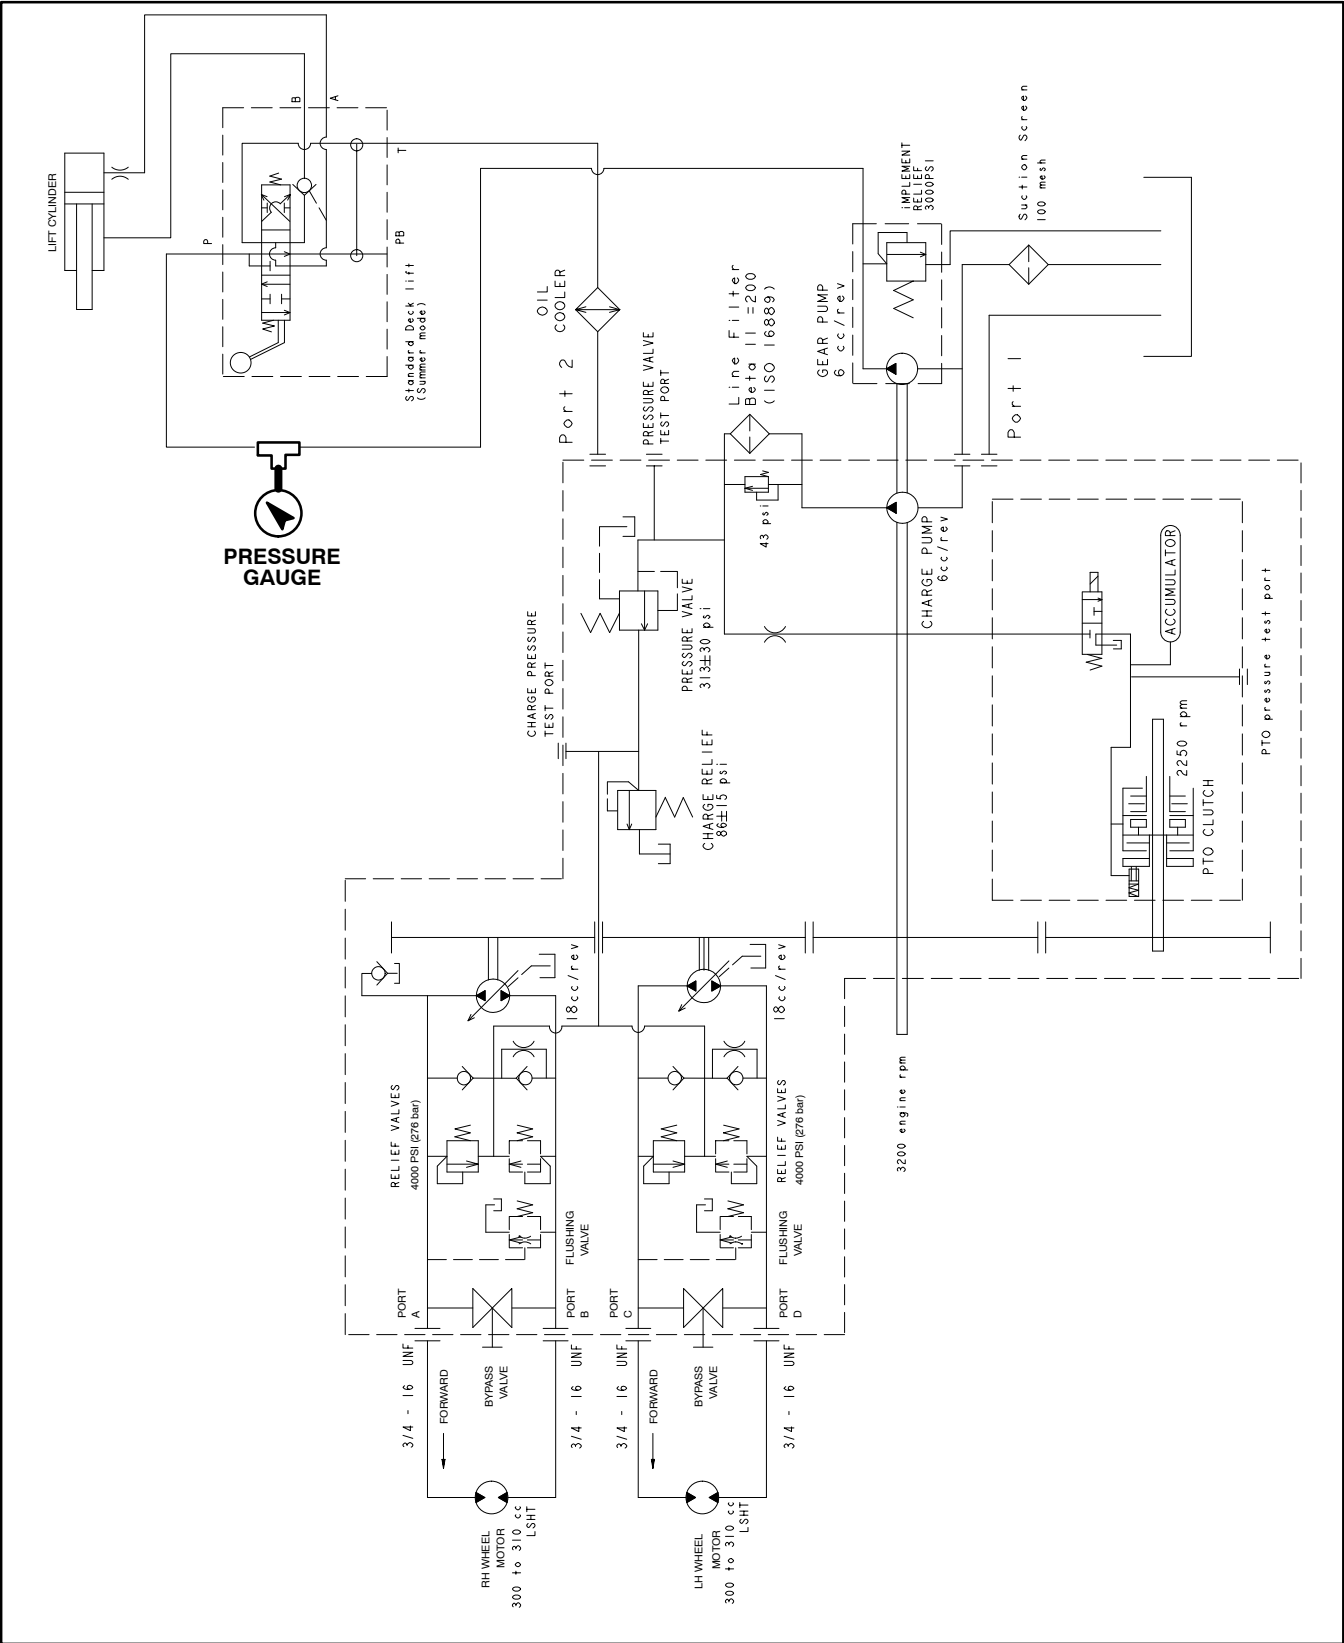 LIFT CYLINDER
B
A
P
T
PB
Standard Deck lift
(Summer mode)
PRESSURE
GAUGE
OIL
COOLER
Port 2
PRESSURE VALVE
TEST PORT
Line Filter
Beta 11 =200
(ISO 16889)
GEAR PUMP
6 cc/rev
iMPLEMENT
RELIEF
3000PSI
Suction Screen
100 mesh
Port 1
43 psi
CHARGE PUMP
6cc/rev
CHARGE PRESSURE
TEST PORT
PRESSURE VALVE
313±30 psi
CHARGE RELIEF
86±15 psi
ACCUMULATOR
PTO pressure test port
2250 rpm
PTO CLUTCH
18cc/rev
18cc/rev
3200 engine rpm
RELIEF VALVES
4000 PSI (276 bar)
RELIEF VALVES
4000 PSI (276 bar)
FLUSHING
VALVE
FLUSHING
VALVE
PORT
A
PORT
B
PORT
C
PORT
D
3/4 - 16 UNF
3/4 - 16 UNF
3/4 - 16 UNF
3/4 - 16 UNF
FORWARD
BYPASS
VALVE
FORWARD
BYPASS
VALVE
RH WHEEL
MOTOR
300 to 310 cc
LSHT
LH WHEEL
MOTOR
300 to 310 cc
LSHT